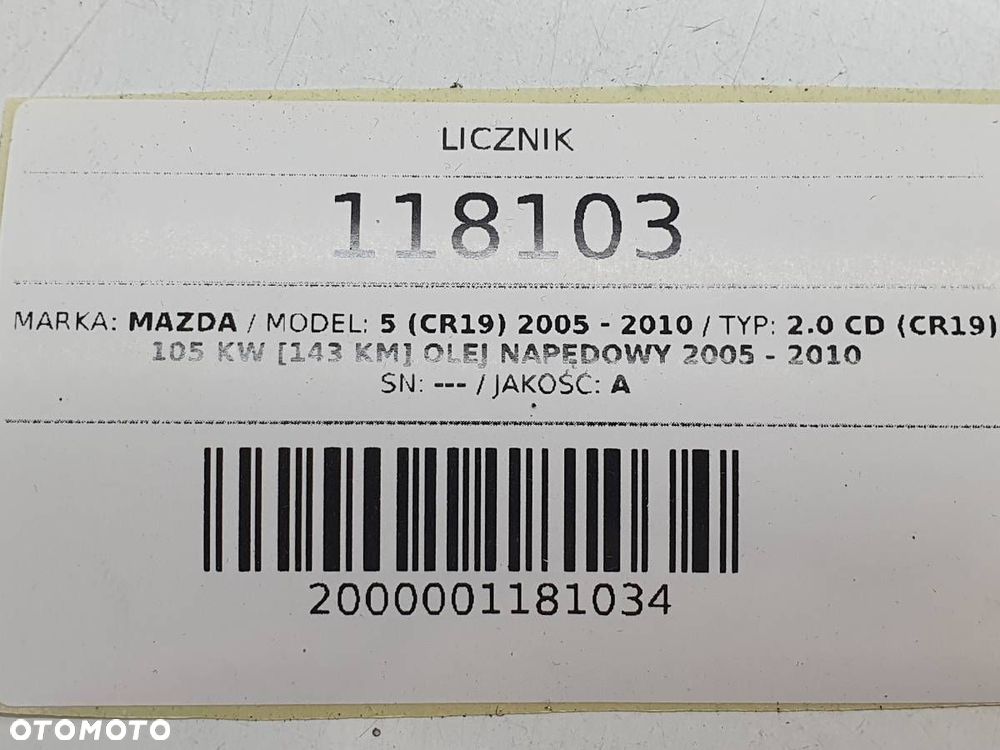 LICZNIK
118103
MARKA: MAZDA / MODEL: 5 (CR19) 2005 - 2010 / TYP: 2.0 CD (CR19)
105 KW [143 KM] OLEJ NAPĘDOWY 2005 - 2010
SN: --- / JAKOŚĆ: A
2000001181034
OTOMOTO